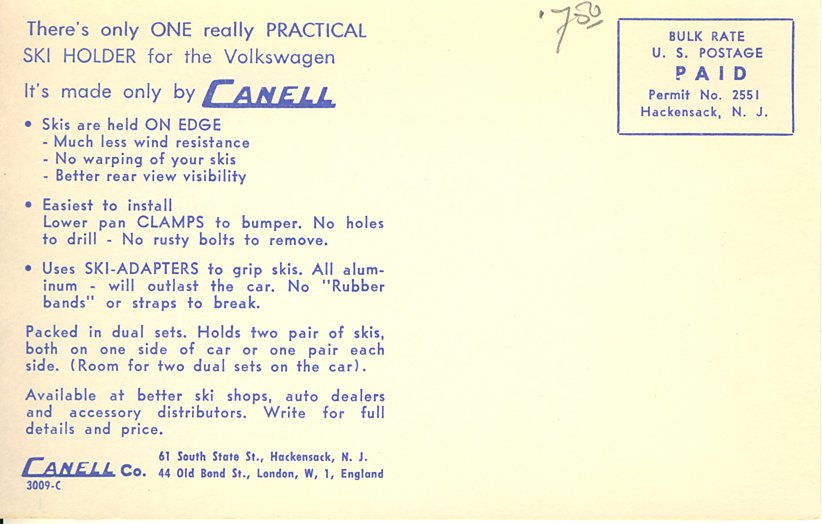 There's only ONE really PRACTICAL
SKI HOLDER for the Volkswagen
It's made only by CANELL
• Skis are held ON EDGE
- Much less wind resistance
- No warping of your skis
- Better rear view visibility
• Easiest to install
Lower pan CLAMPS to bumper. No holes
to drill - No rusty bolts to remove.
• Uses SKI-ADAPTERS to grip skis. All alum-
inum - will outlast the car. No "Rubber
bands" or straps to break.
Packed in dual sets. Holds two pair of skis,
both on one side of car or one pair each
side. (Room for two dual sets on the car).
Available at better ski shops, auto dealers
and accessory distributors. Write for full
details and price.
CANELL Co. 61 South State St., Hackensack, N. J.
44 Old Bond St., London, W, 1, England
3009-C
7.50
BULK RATE
U. S. POSTAGE
PAID
Permit No. 2551
Hackensack, N. J.